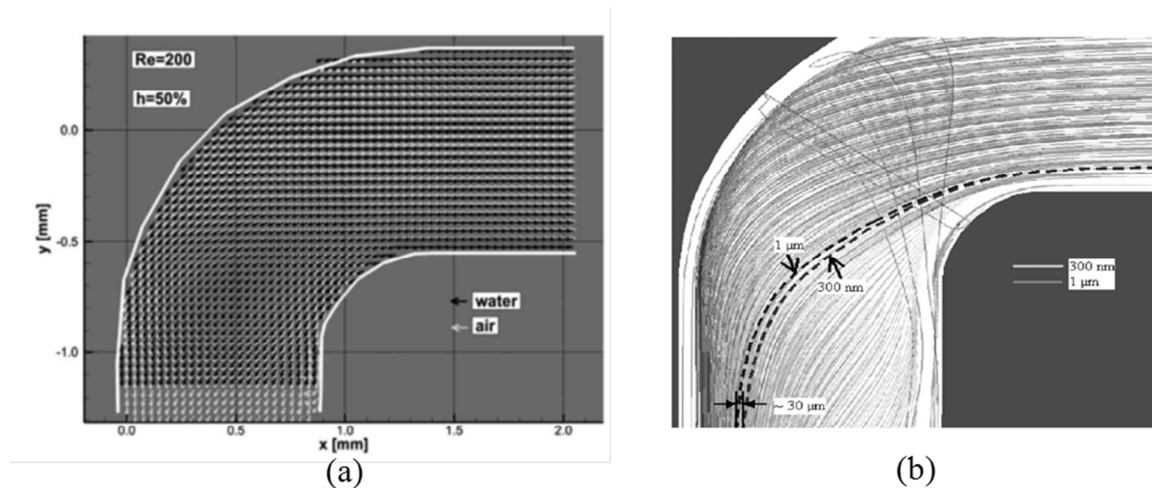 Re=200
h=50%
0.0
-0.5
-1.0
y [mm]
water
air
0.0 0.5 1.0 1.5 2.0
x [mm]
(a)
1 µm
300 nm
300 nm
1 µm
~ 30 µm
(b)